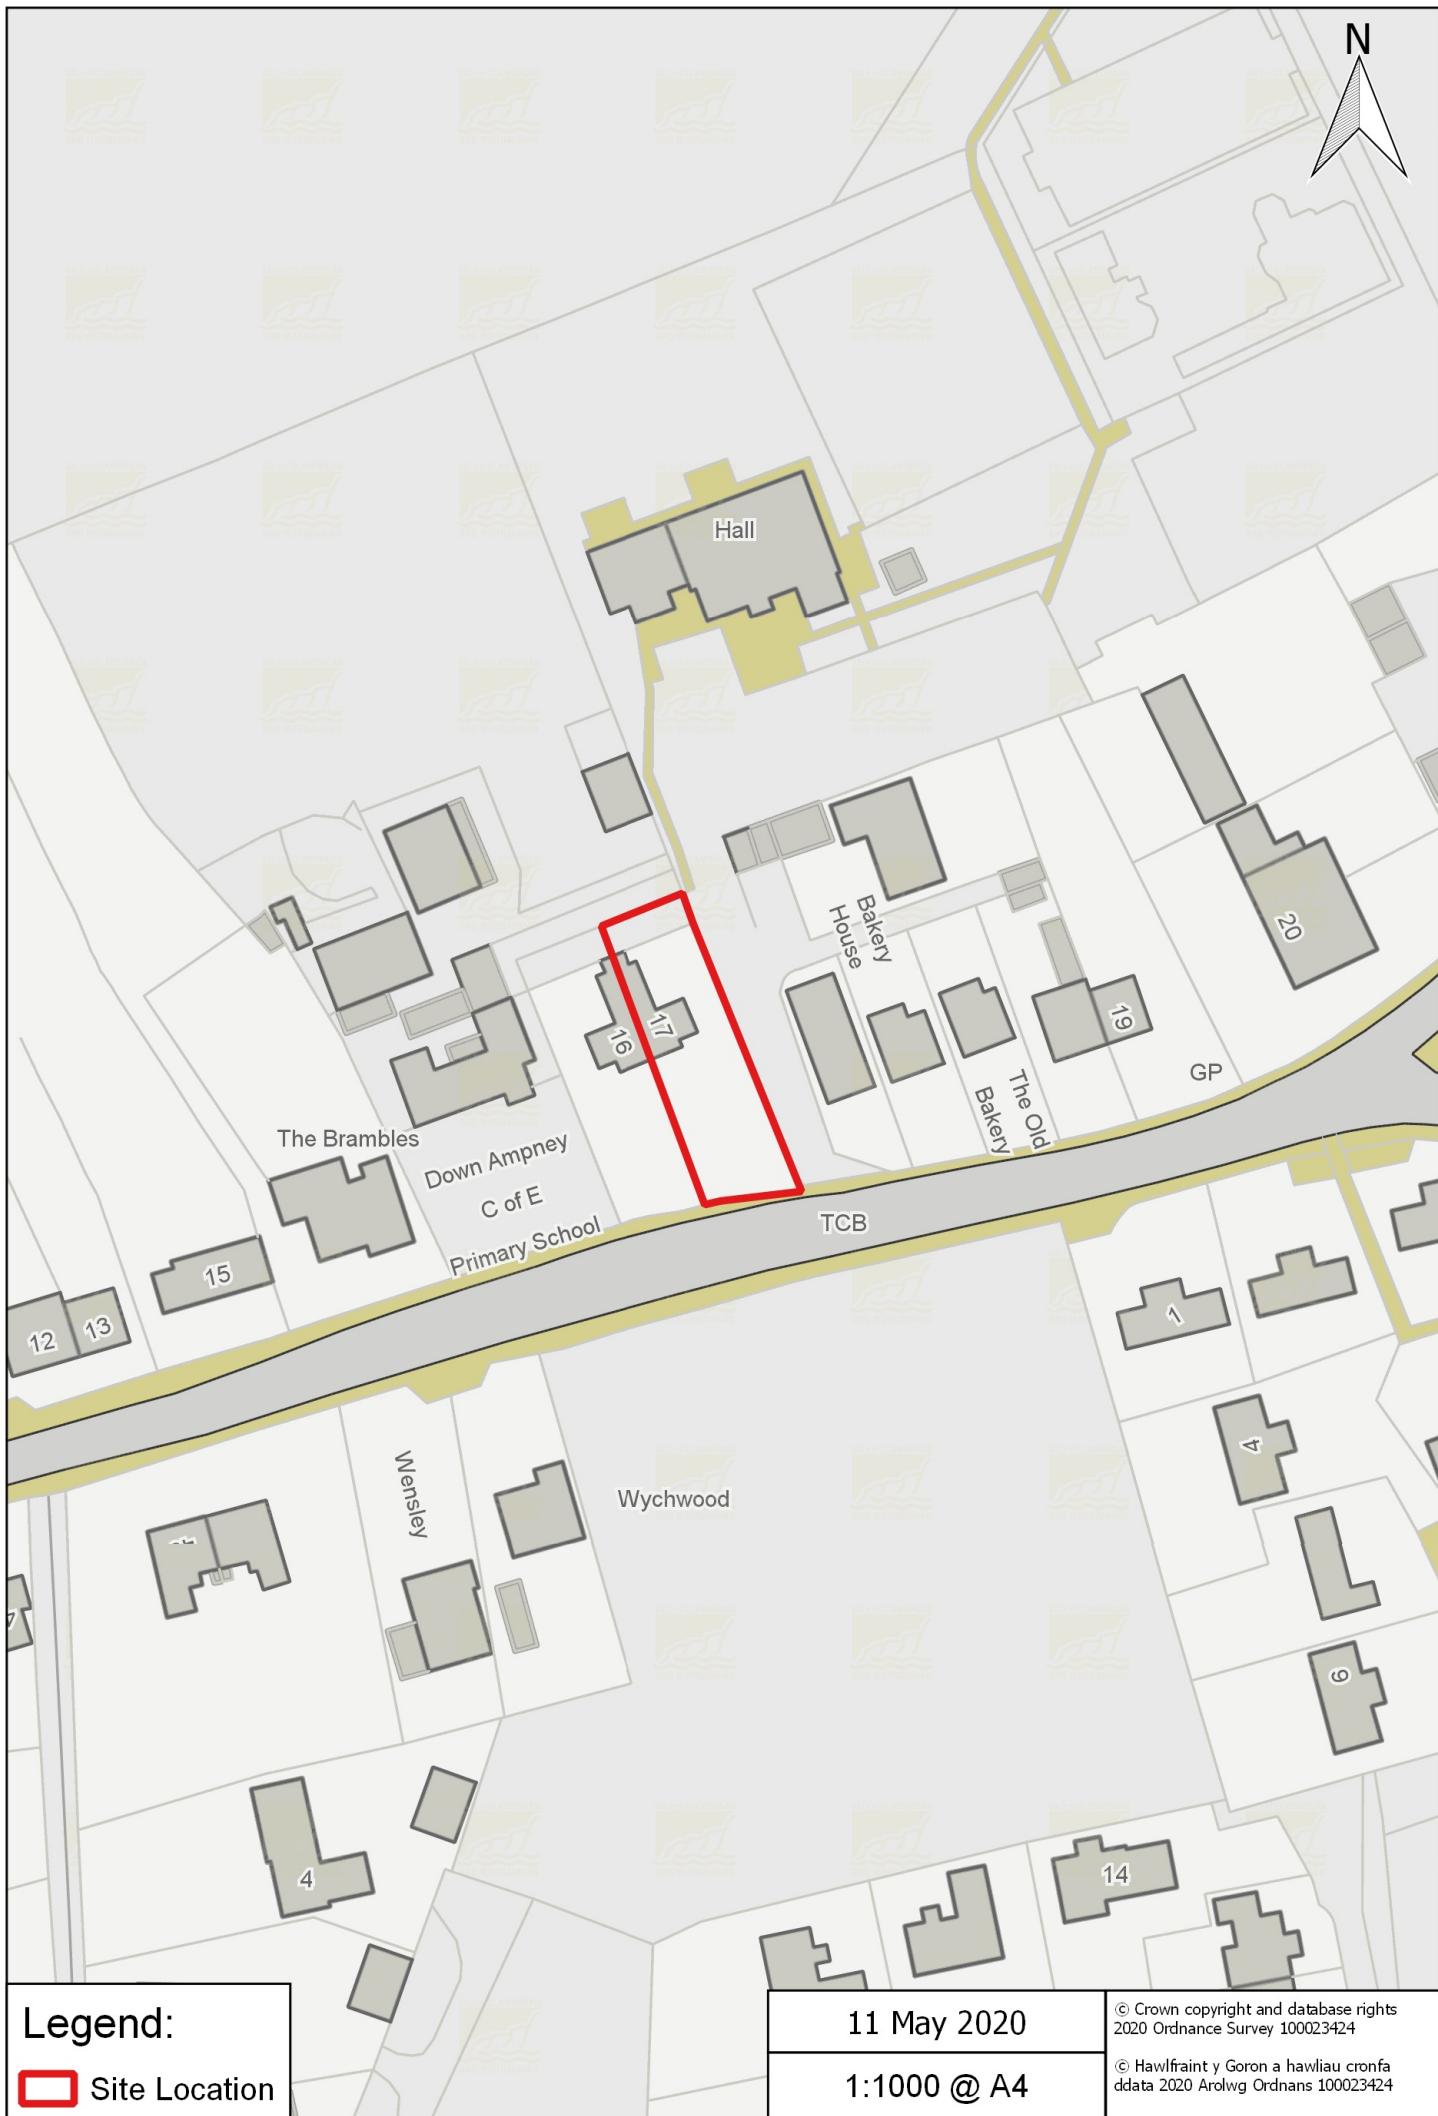 N
Hall
Bakery
House
20
19
17
16
GP
The Old
Bakery
The Brambles
Down Ampney
C of E
Primary School
TCB
15
13
12
1
4
Wensley
Wychwood
6
4
14
Legend:
Site Location
11 May 2020
1:1000 @ A4
© Crown copyright and database rights
2020 Ordnance Survey 100023424
© Hawlfraint y Goron a hawliau cronfa
ddata 2020 Arolwg Ordnans 100023424